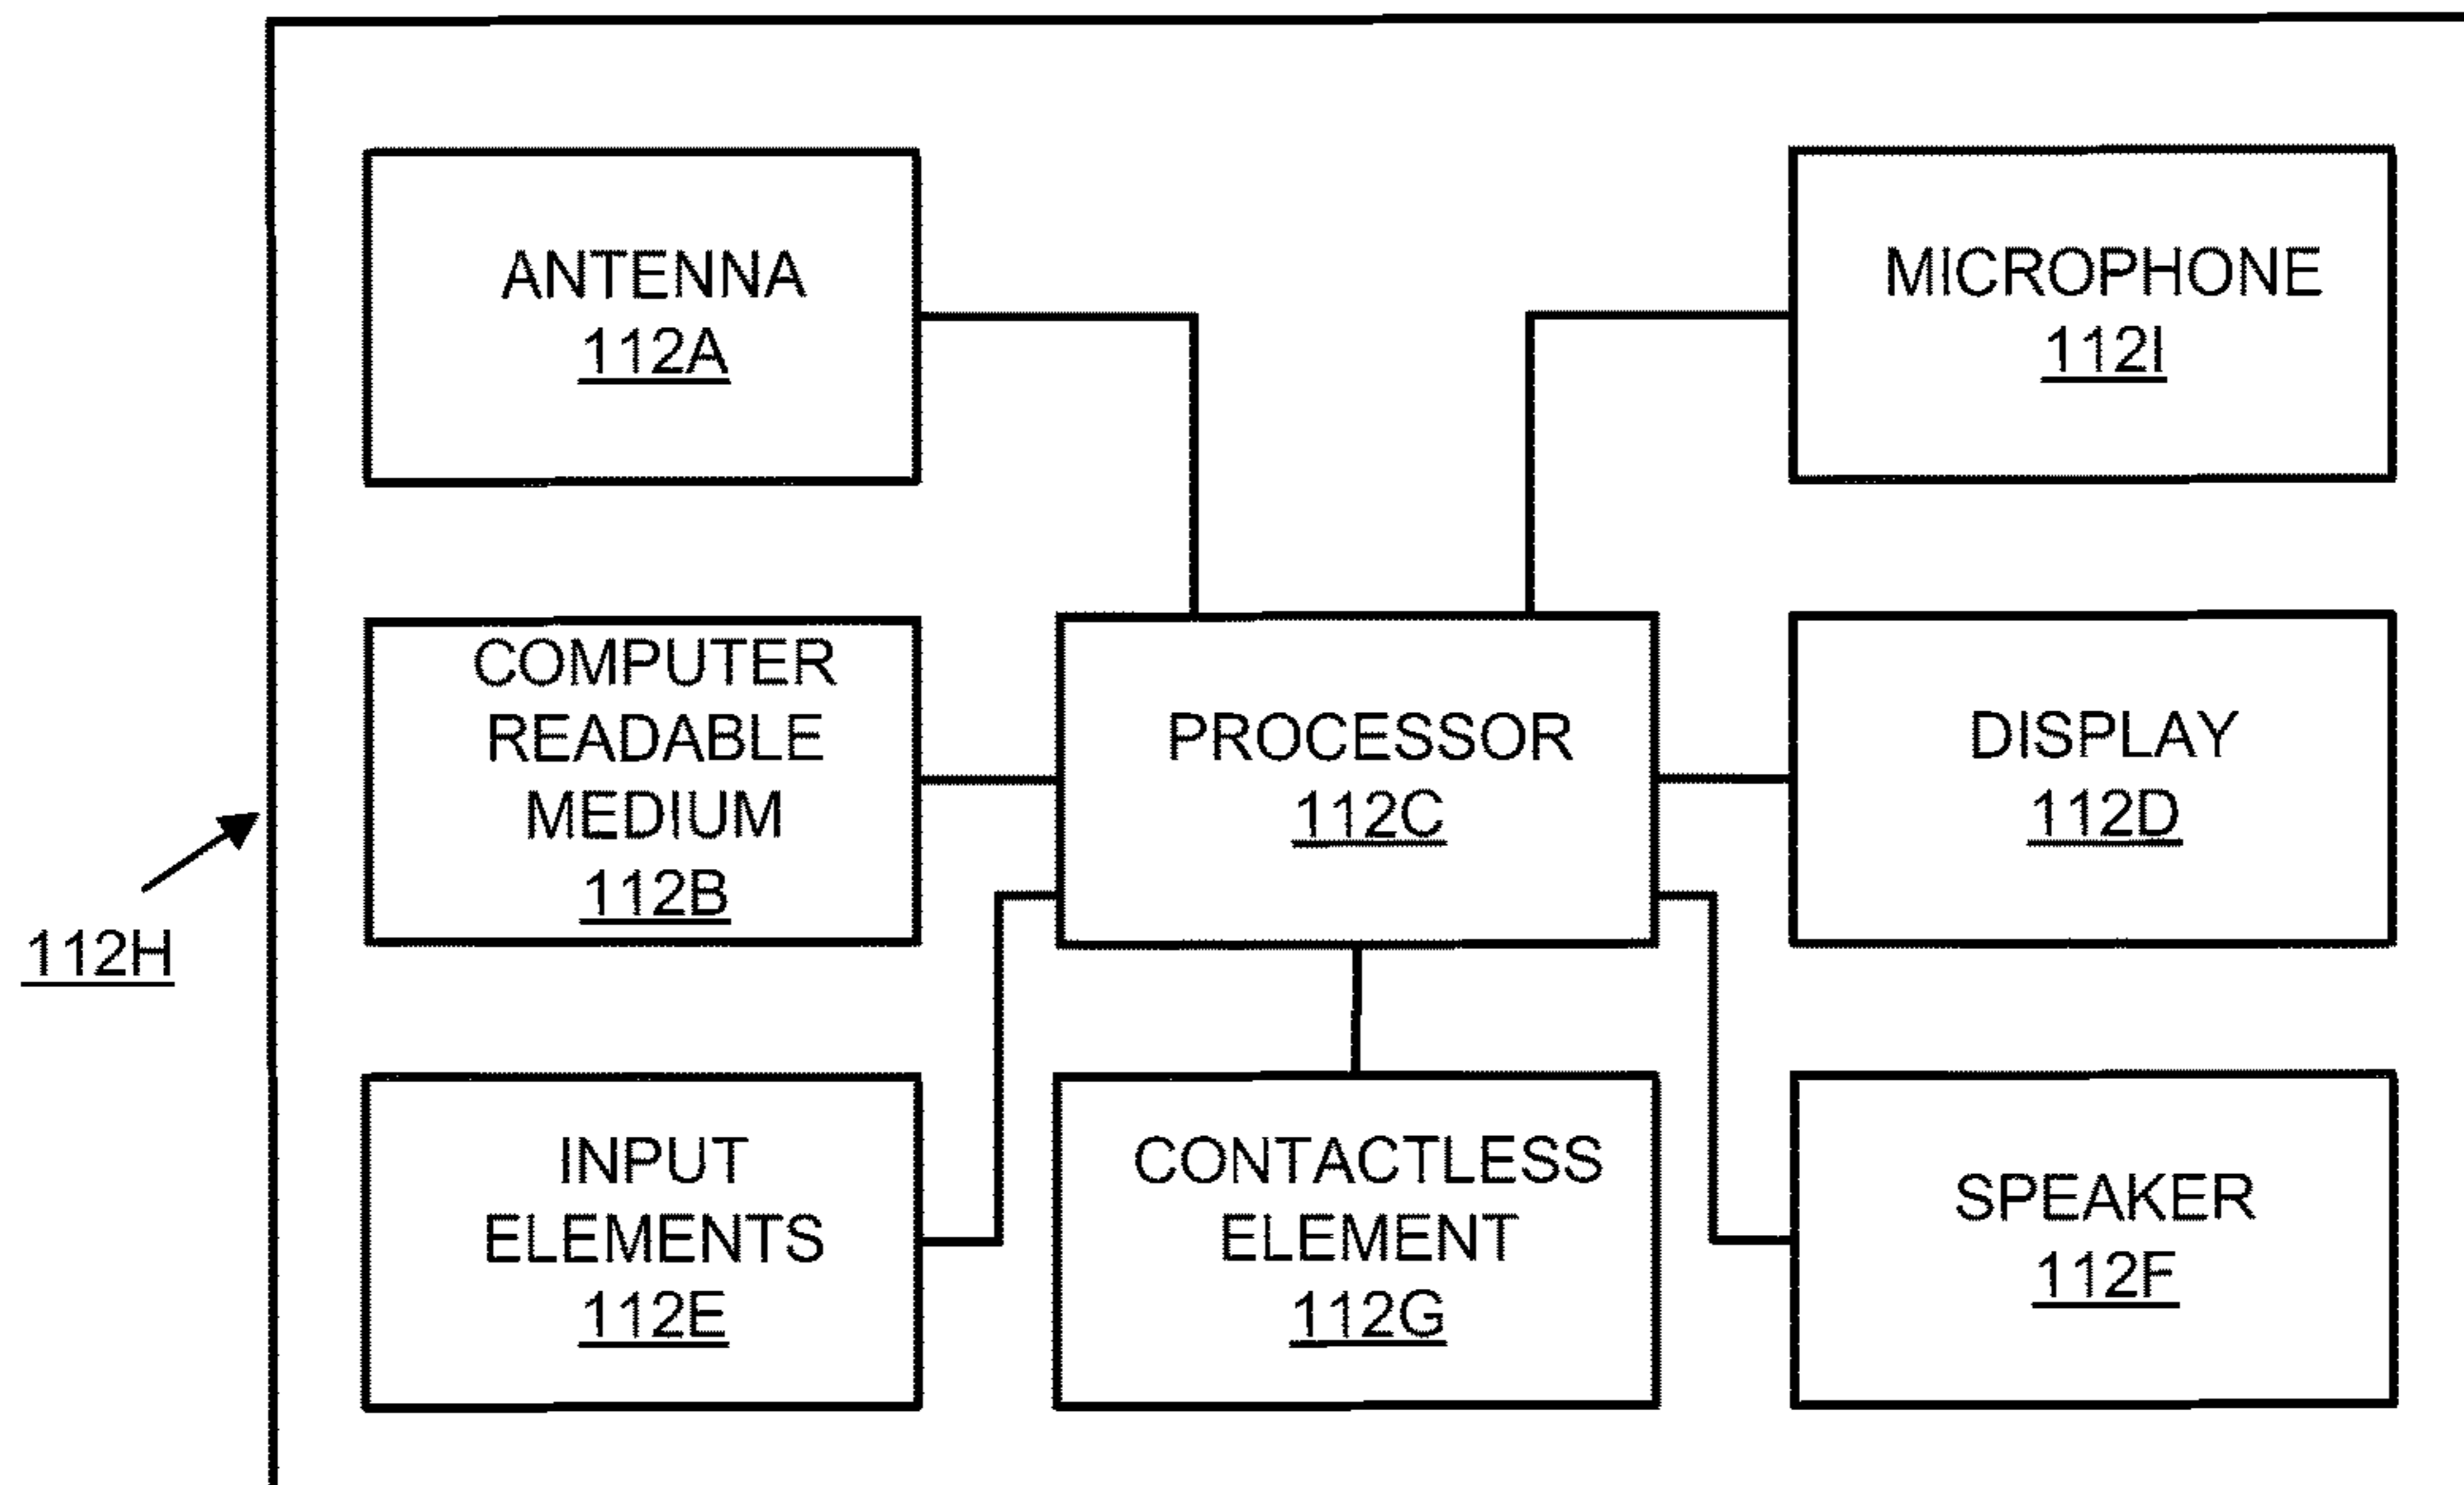 ANTENNA
112A
MICROPHONE
112I
COMPUTER
READABLE
MEDIUM
112B
PROCESSOR
112C
DISPLAY
112D
112H
INPUT
ELEMENTS
112E
CONTACTLESS
ELEMENT
112G
SPEAKER
112F